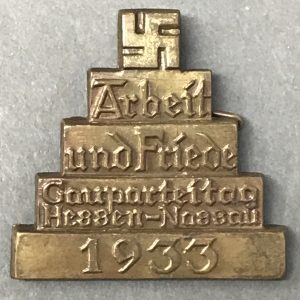 Arbeit
und Friede
Gauparteitag
Hessen-Nassau
1933